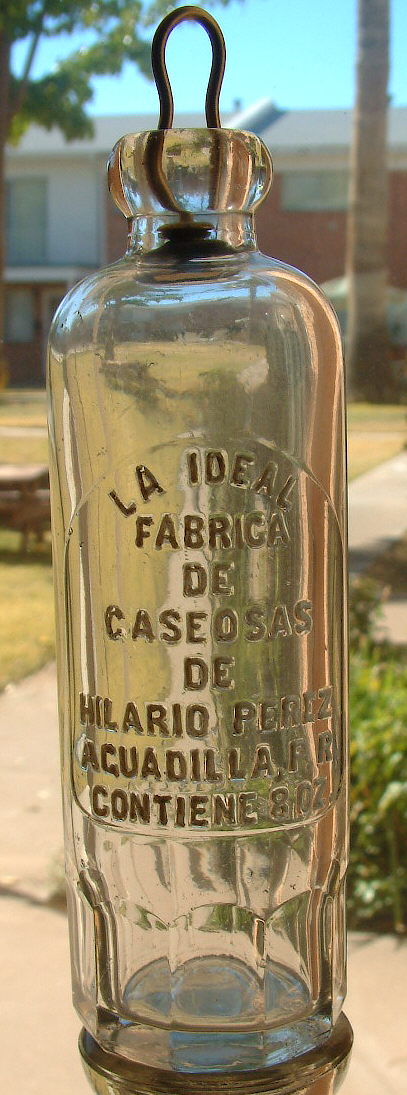 LA IDEAL
FABRICA
DE
CASEOSAS
DE
HILARIO PEREZ
AGUADILLA, P.R.
CONTIENE 8 OZ